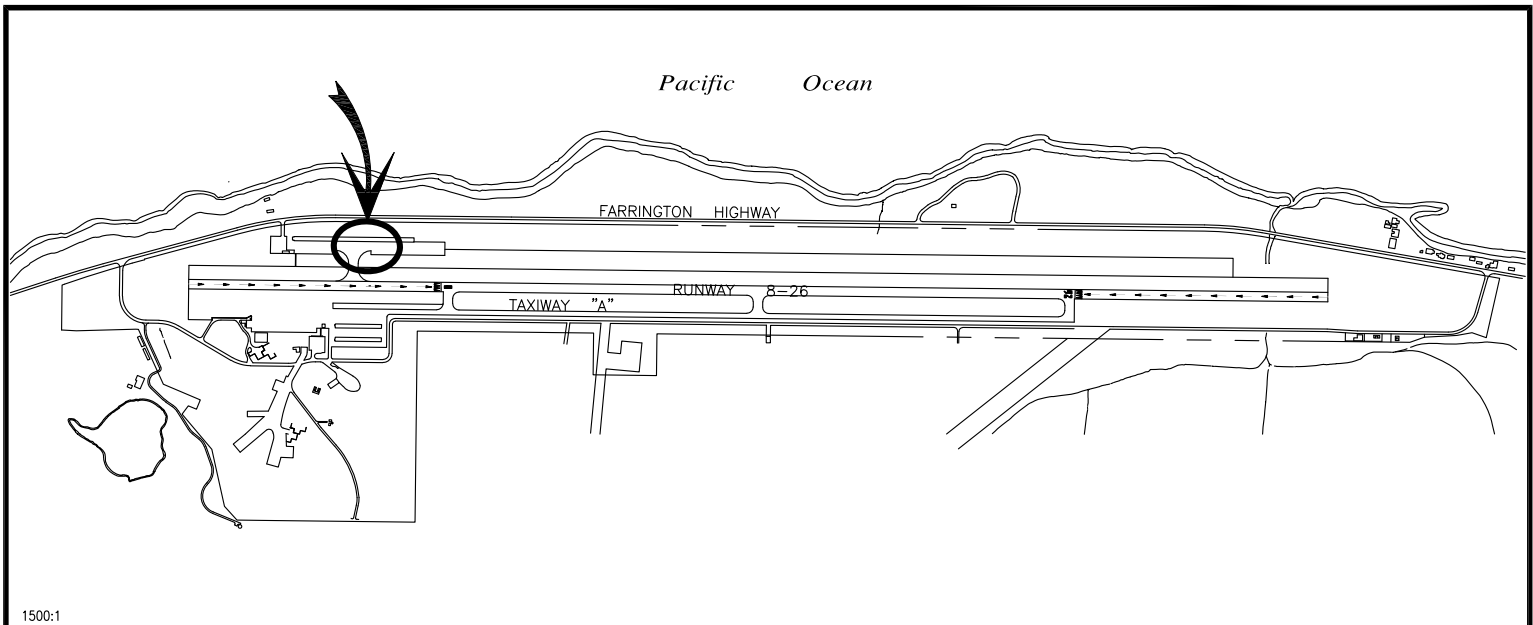 Pacific Ocean
FARRINGTON HIGHWAY
RUNWAY 8-26
TAXIWAY "A"
1500:1